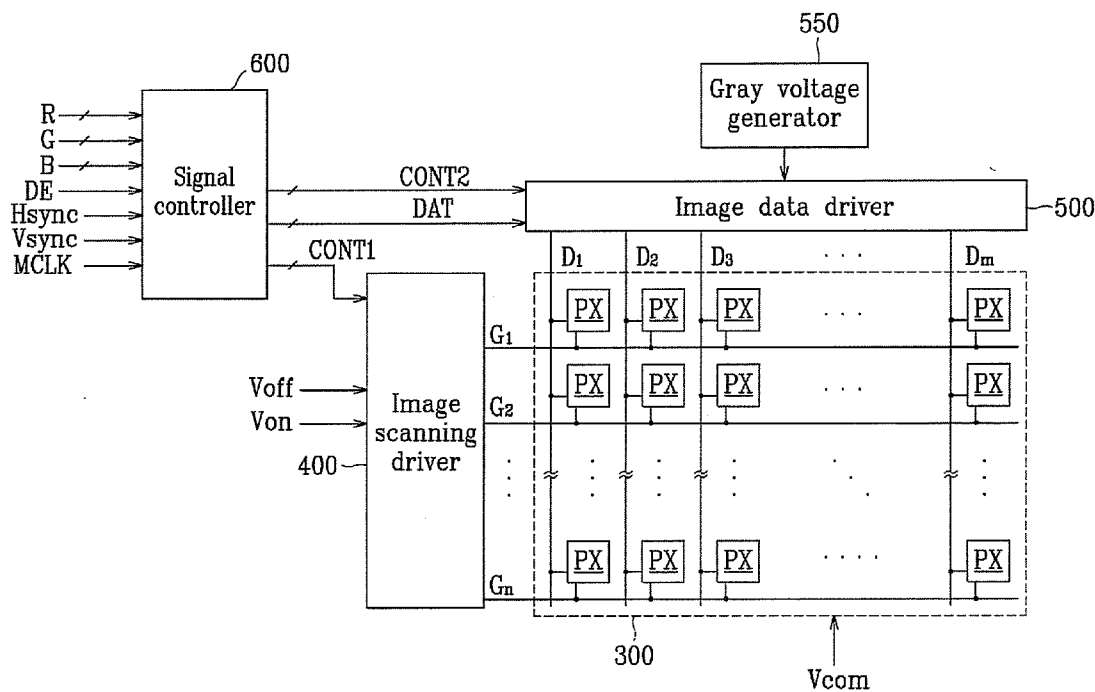 550
600
Gray voltage
generator
R
G
B
DE
Hsync
Vsync
MCLK
Signal
controller
CONT2
DAT
CONT1
Image data driver
500
D1 D2 D3 . . . Dm
PX PX PX . . . PX
G1
PX PX PX . . . PX
G2
Voff
Von
Image
scanning
driver
400
PX PX PX . . . . PX
Gn
300
Vcom